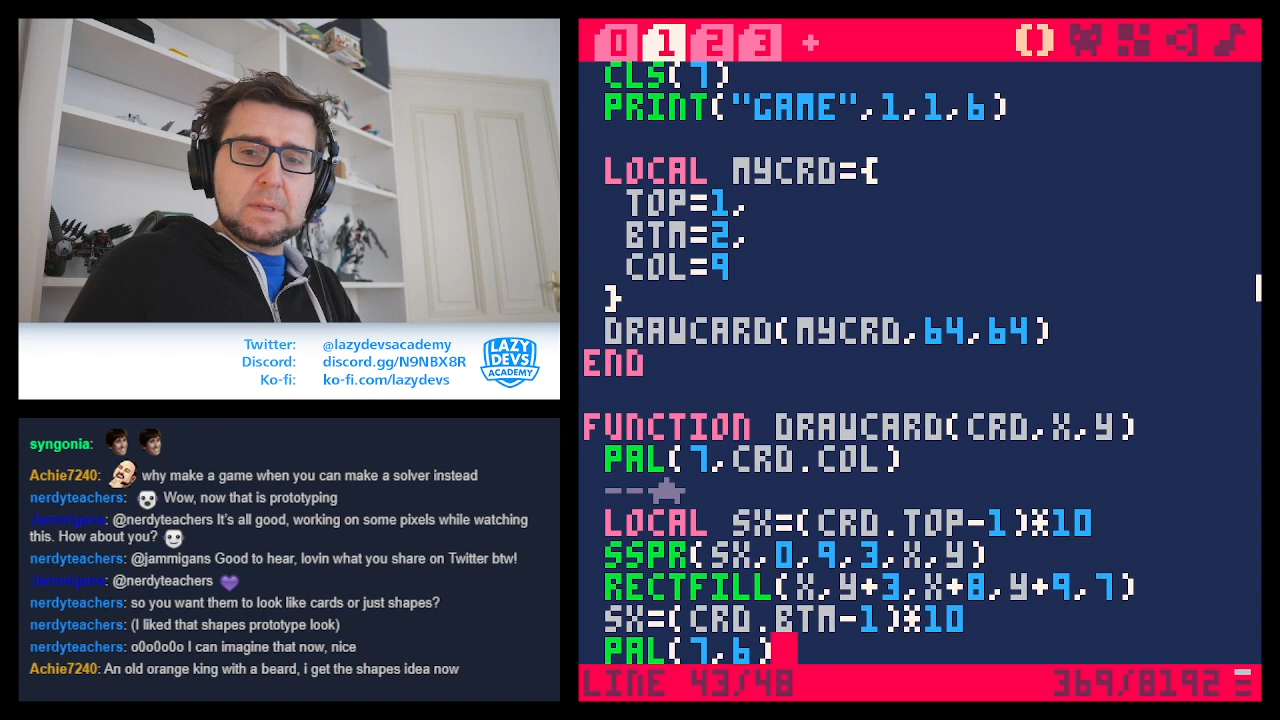 Twitter: @lazydevsacademy
Discord: discord.gg/N9NBX8R
Ko-fi: ko-fi.com/lazydevs
LAZY
DEVS
ACADEMY
syngonia:
Achie7240: why make a game when you can make a solver instead
nerdyteachers: Wow, now that is prototyping
Jammigans: @nerdyteachers It's all good, working on some pixels while watching
this. How about you?
nerdyteachers: @jammigans Good to hear, lovin what you share on Twitter btw!
Jammigans: @nerdyteachers
nerdyteachers: so you want them to look like cards or just shapes?
nerdyteachers: (I liked that shapes prototype look)
nerdyteachers: o0o0o0o I can imagine that now, nice
Achie7240: An old orange king with a beard, i get the shapes idea now
0 1 2 3 +
CLS(7)
PRINT("GAME",1,1,6)
LOCAL MYCRD={
TOP=1,
BTM=2,
COL=9
}
DRAWCARD(MYCRD,64,64)
END
FUNCTION DRAWCARD(CRD,X,Y)
PAL(7,CRD.COL)
--
LOCAL SX=(CRD.TOP-1)*10
SSPR(SX,0,9,3,X,Y)
RECTFILL(X,Y+3,X+8,Y+9,7)
SX=(CRD.BTM-1)*10
PAL(7,6)
LINE 43/48 369/8192